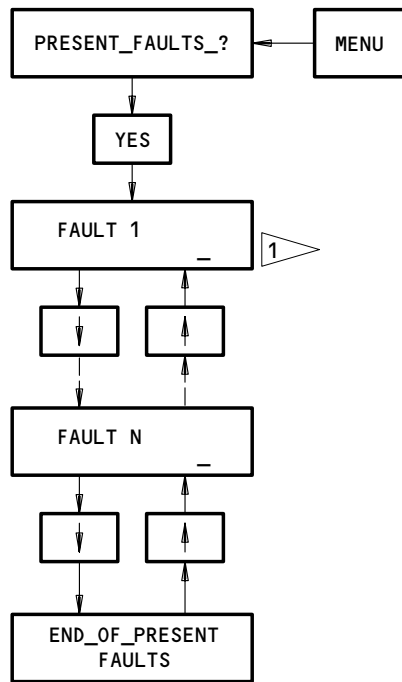 PRESENT_FAULTS_?
MENU
YES
FAULT 1
_
1
FAULT N
_
END_OF_PRESENT
FAULTS